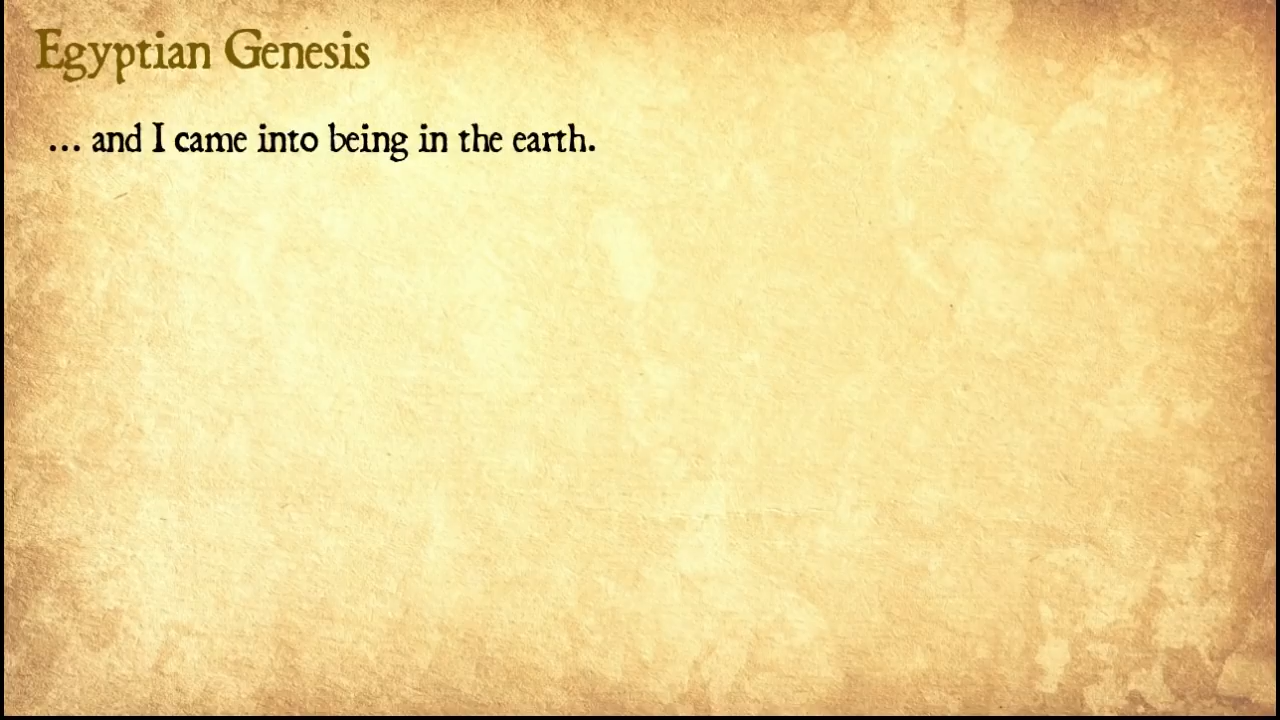 Egyptian Genesis
... and I came into being in the earth.